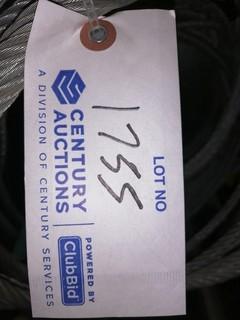 LOT NO
1755
CENTURY
AUCTIONS
A DIVISION OF CENTURY SERVICES
POWERED BY
ClubBid